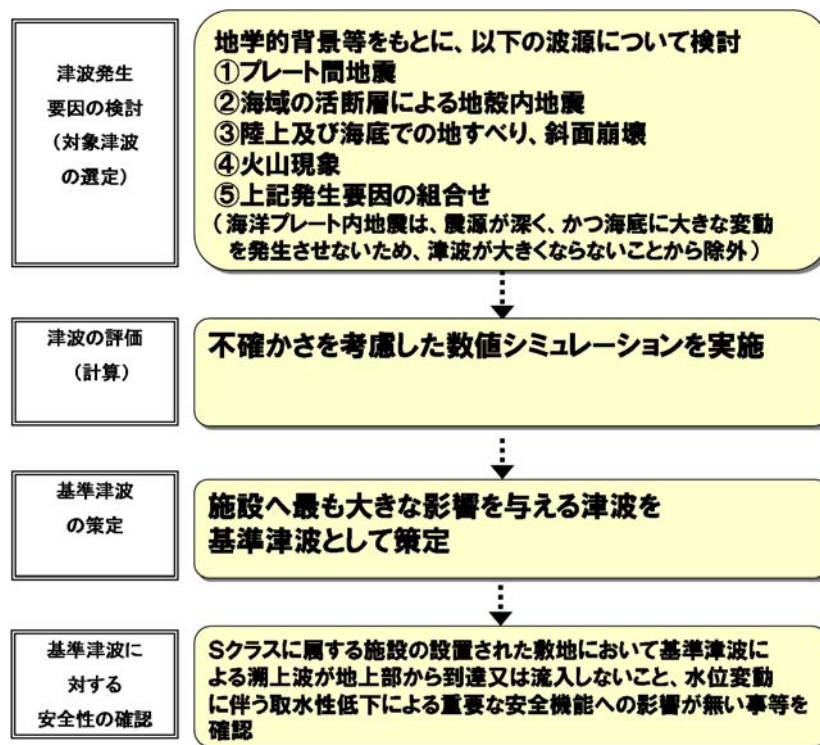 津波発生
要因の検討
（対象津波
の選定）
地学的背景等をもとに、以下の波源について検討
①プレート間地震
②海域の活断層による地殻内地震
③陸上及び海底での地すべり、斜面崩壊
④火山現象
⑤上記発生要因の組合せ
（海洋プレート内地震は、震源が深く、かつ海底に大きな変動
を発生させないため、津波が大きくならないことから除外）
津波の評価
（計算）
不確かさを考慮した数値シミュレーションを実施
基準津波
の策定
施設へ最も大きな影響を与える津波を
基準津波として策定
基準津波に
対する
安全性の確認
Sクラスに属する施設の設置された敷地において基準津波に
よる遡上波が地上部から到達又は流入しないこと、水位変動
に伴う取水性低下による重要な安全機能への影響が無い事等を
確認